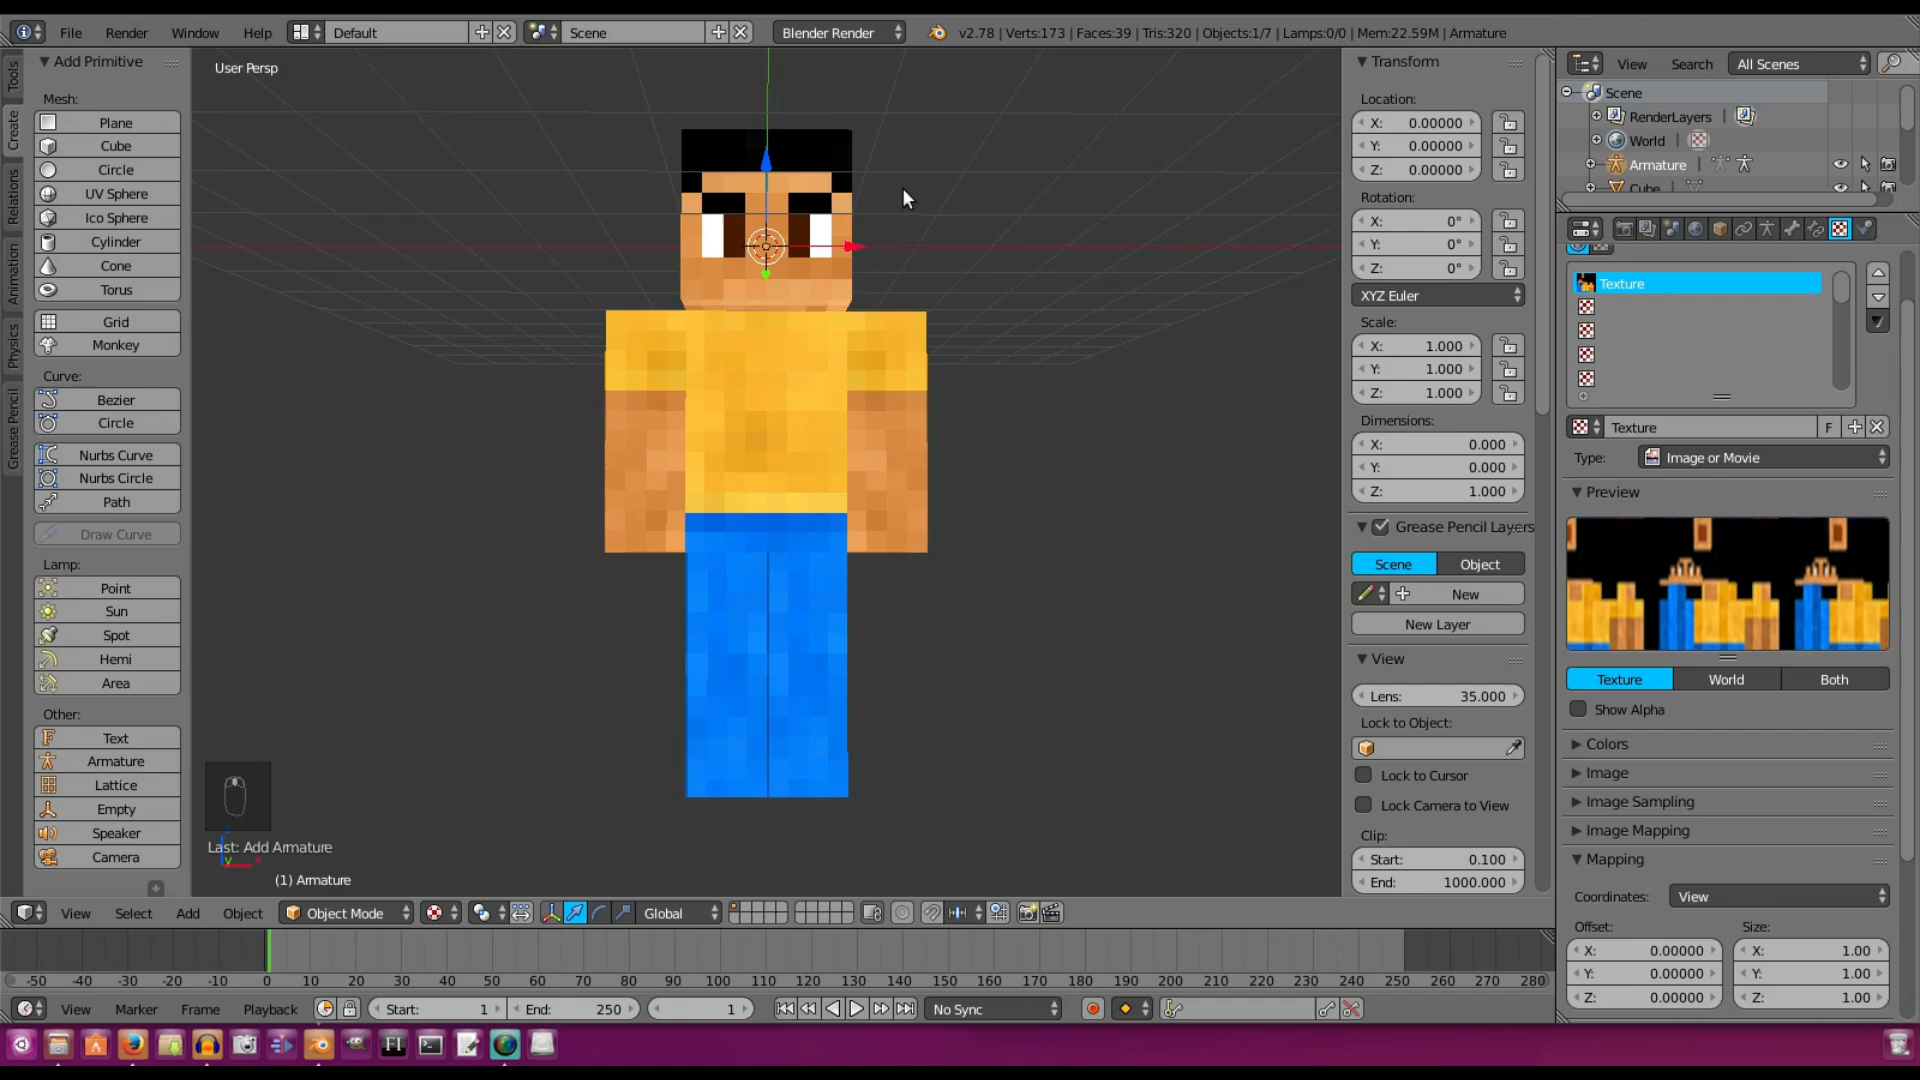 File Render Window Help Default Scene Blender Render v2.78 | Verts:173 | Faces:39 | Tris:320 | Objects:1/7 | Lamps:0/0 | Mem:22.59M | Armature
Tools
Create
Relations
Animation
Physics
Grease Pencil
Add Primitive
Mesh:
Plane
Cube
Circle
UV Sphere
Ico Sphere
Cylinder
Cone
Torus
Grid
Monkey
Curve:
Bezier
Circle
Nurbs Curve
Nurbs Circle
Path
Draw Curve
Lamp:
Point
Sun
Spot
Hemi
Area
Other:
Text
Armature
Lattice
Empty
Speaker
Camera
User Persp
Last: Add Armature
(1) Armature
Transform
Location:
X: 0.00000
Y: 0.00000
Z: 0.00000
Rotation:
X: 0°
Y: 0°
Z: 0°
XYZ Euler
Scale:
X: 1.000
Y: 1.000
Z: 1.000
Dimensions:
X: 0.000
Y: 0.000
Z: 1.000
Grease Pencil Layers
Scene Object
New
New Layer
View
Lens: 35.000
Lock to Object:
Lock to Cursor
Lock Camera to View
Clip:
Start: 0.100
End: 1000.000
View Search All Scenes
Scene
RenderLayers
World
Armature
Cube
Texture
Texture F
Type: Image or Movie
Preview
Texture World Both
Show Alpha
Colors
Image
Image Sampling
Image Mapping
Mapping
Coordinates: View
Offset: Size:
X: 0.00000 X: 1.00
Y: 0.00000 Y: 1.00
Z: 0.00000 Z: 1.00
View Select Add Object Object Mode Global
-50 -40 -30 -20 -10 0 10 20 30 40 50 60 70 80 90 100 110 120 130 140 150 160 170 180 190 200 210 220 230 240 250 260 270 280
View Marker Frame Playback Start: 1 End: 250 1 No Sync